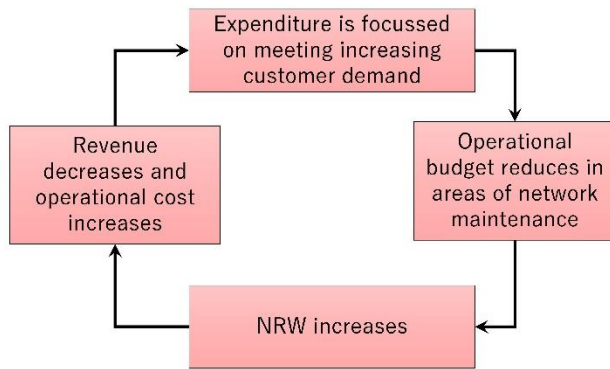 Expenditure is focussed
on meeting increasing
customer demand
Operational
budget reduces in
areas of network
maintenance
NRW increases
Revenue
decreases and
operational cost
increases